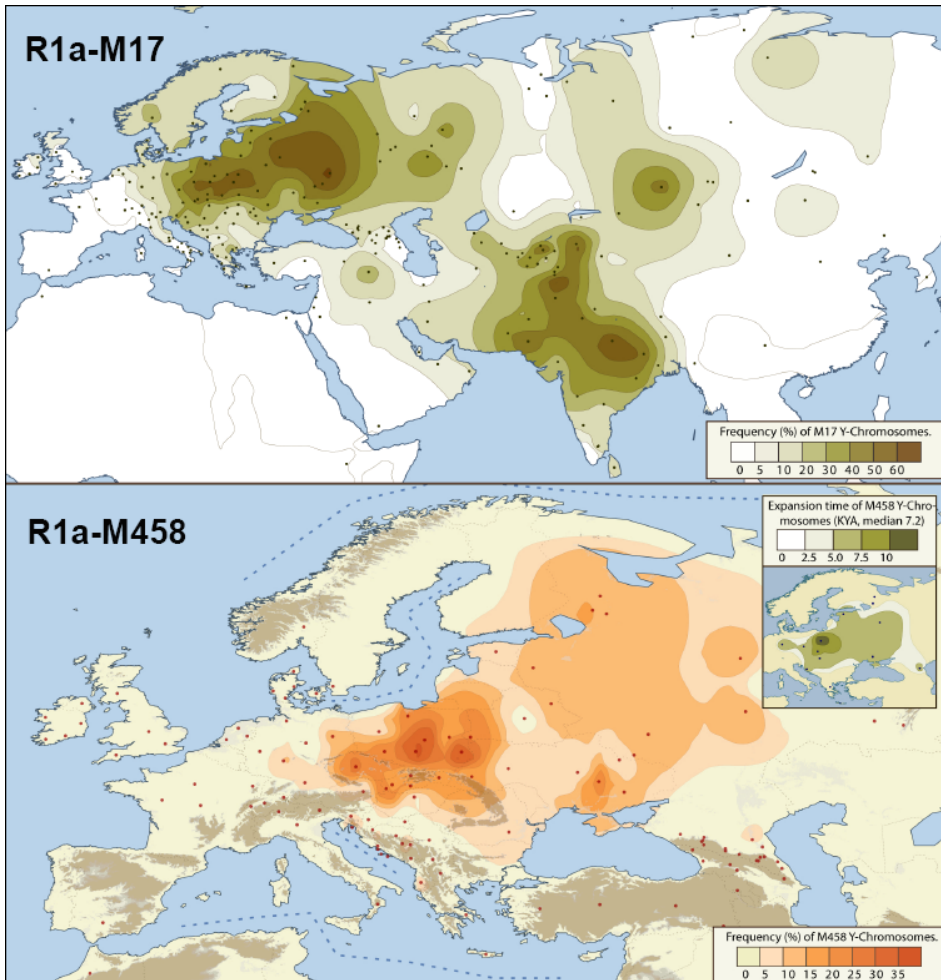 R1a-M17
Frequency (%) of M17 Y-Chromosomes.
0 5 10 20 30 40 50 60
R1a-M458
Expansion time of M458 Y-Chro-
mosomes (KYA, median 7.2)
0 2.5 5.0 7.5 10
Frequency (%) of M458 Y-Chromosomes.
0 5 10 15 20 25 30 35